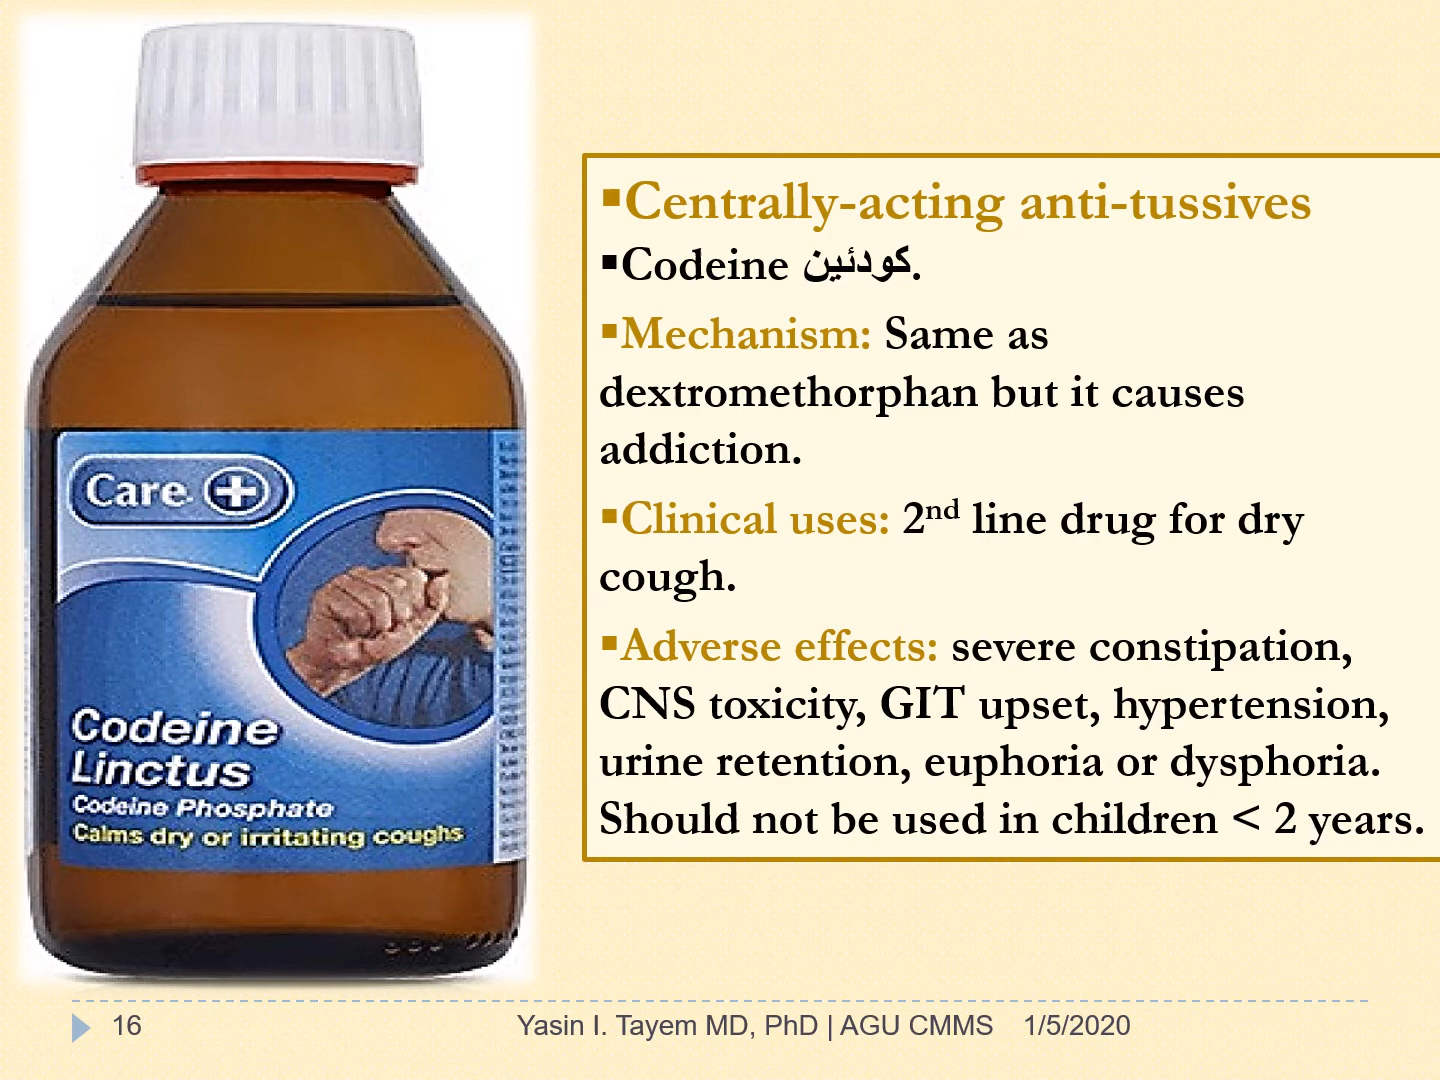 Care
Codeine
Linctus
Codeine Phosphate
Calms dry or irritating coughs
▪Centrally-acting anti-tussives
▪Codeine كودئين.
▪Mechanism: Same as
dextromethorphan but it causes
addiction.
▪Clinical uses: 2nd line drug for dry
cough.
▪Adverse effects: severe constipation,
CNS toxicity, GIT upset, hypertension,
urine retention, euphoria or dysphoria.
Should not be used in children < 2 years.
16 Yasin I. Tayem MD, PhD | AGU CMMS 1/5/2020